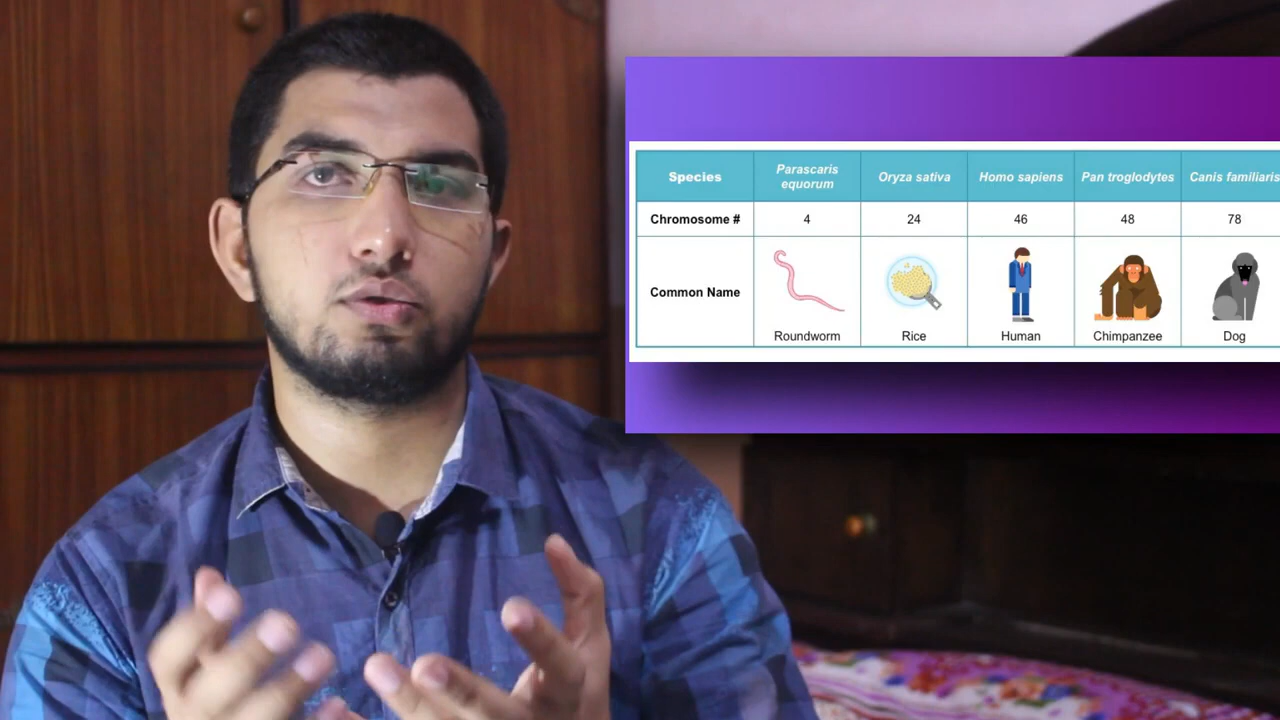 Species Parascaris equorum Oryza sativa Homo sapiens Pan troglodytes Canis familiaris
Chromosome # 4 24 46 48 78
Common Name Roundworm Rice Human Chimpanzee Dog